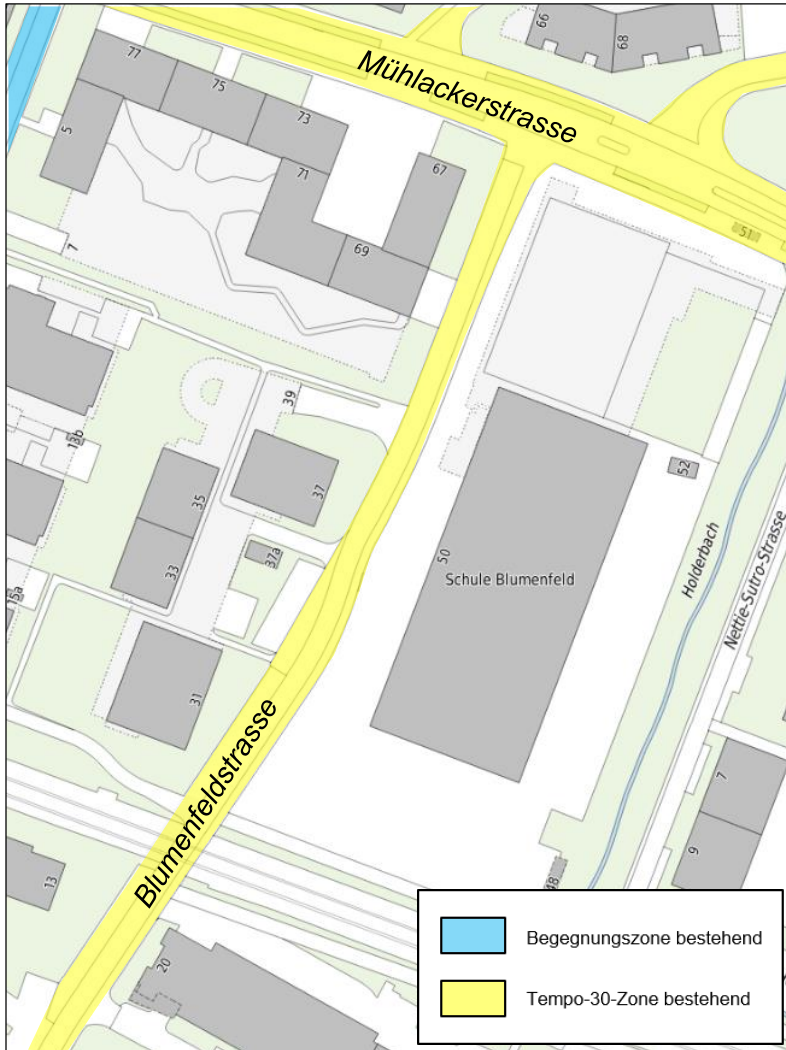 66
68
77
75
73
Mühlackerstrasse
5
71
67
69
7
51
39
13b
37
35
52
50
33
37a
Schule Blumenfeld
Holderbach
Nettie-Sutro-Strasse
15a
31
Blumenfeldstrasse
7
9
13
48
20
Begegnungszone bestehend
Tempo-30-Zone bestehend